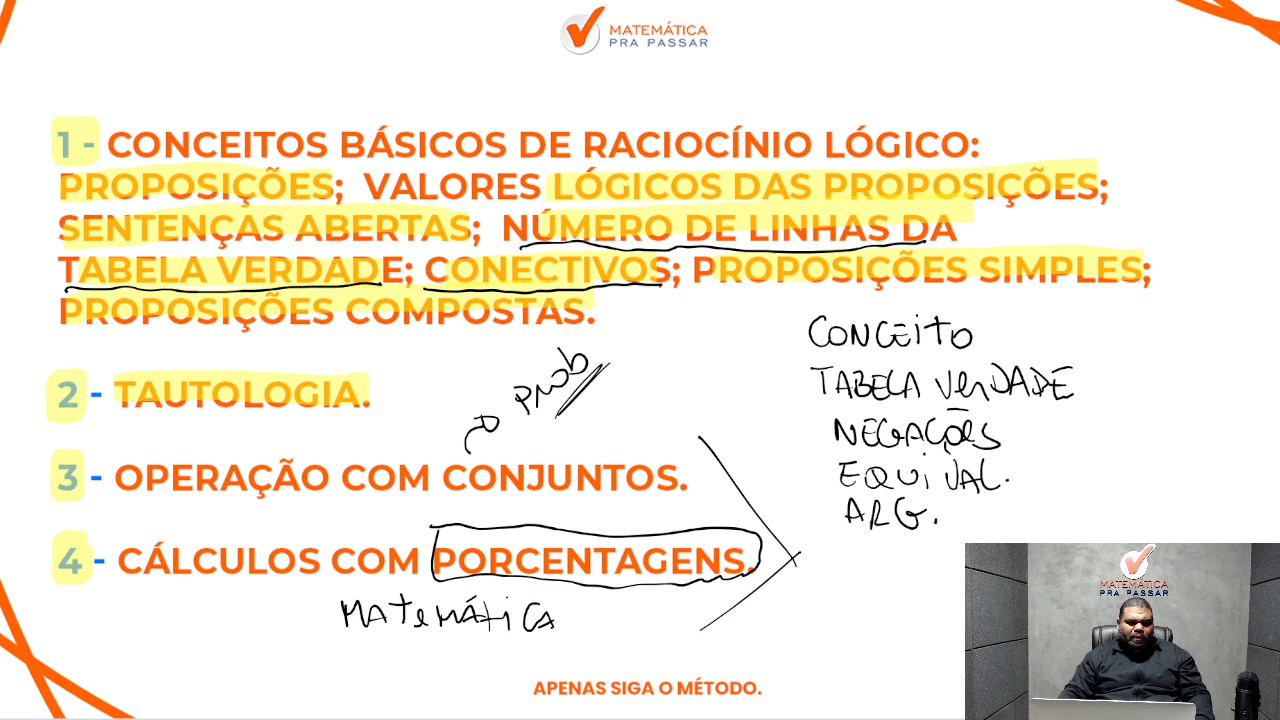 MATEMÁTICA
PRA PASSAR
1 - CONCEITOS BÁSICOS DE RACIOCÍNIO LÓGICO:
PROPOSIÇÕES; VALORES LÓGICOS DAS PROPOSIÇÕES;
SENTENÇAS ABERTAS; NÚMERO DE LINHAS DA
TABELA VERDADE; CONECTIVOS; PROPOSIÇÕES SIMPLES;
PROPOSIÇÕES COMPOSTAS.
CONCEITO
TABELA VERDADE
NEGAÇÕES
EQUIVAL.
ARG.
2 - TAUTOLOGIA.
PROB
3 - OPERAÇÃO COM CONJUNTOS.
4 - CÁLCULOS COM PORCENTAGENS.
MATEMÁTICA
MATEMÁTICA
PRA PASSAR
APENAS SIGA O MÉTODO.